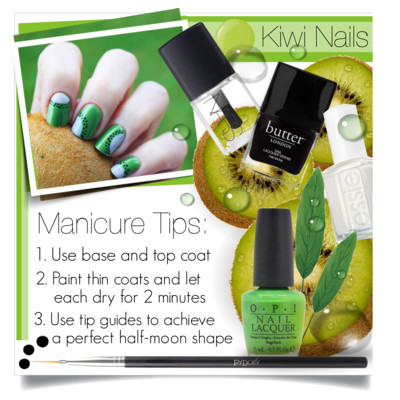 Kiwi Nails
butter
LONDON
essie
Manicure Tips:
1. Use base and top coat
2. Paint thin coats and let
each dry for 2 minutes
3. Use tip guides to achieve
a perfect half-moon shape
O·P·I
NAIL
LACQUER